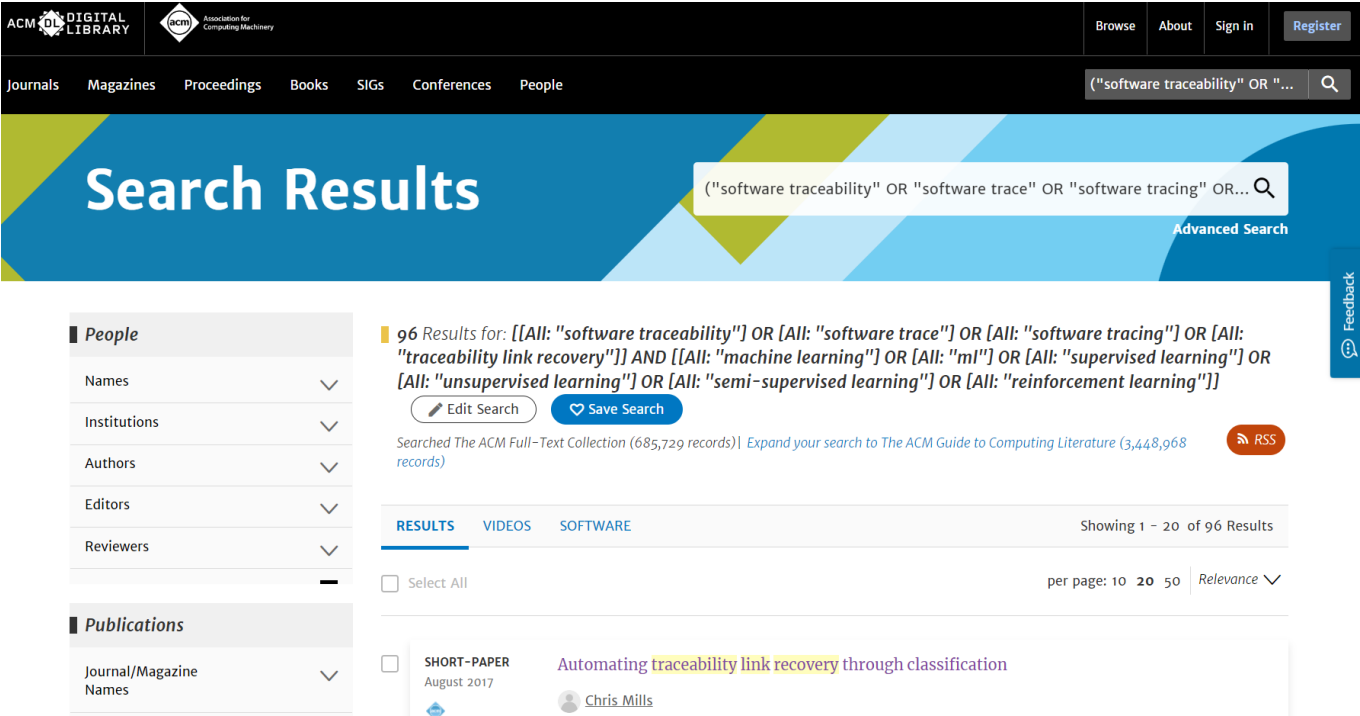 ACM DL DIGITAL LIBRARY
acm Association for Computing Machinery
Browse About Sign in Register
Journals Magazines Proceedings Books SIGs Conferences People
("software traceability" OR "...
Search Results
("software traceability" OR "software trace" OR "software tracing" OR...
Advanced Search
Feedback
People
Names
Institutions
Authors
Editors
Reviewers
Publications
Journal/Magazine
Names
96 Results for: [[All: "software traceability"] OR [All: "software trace"] OR [All: "software tracing"] OR [All:
"traceability link recovery"]] AND [[All: "machine learning"] OR [All: "ml"] OR [All: "supervised learning"] OR
[All: "unsupervised learning"] OR [All: "semi-supervised learning"] OR [All: "reinforcement learning"]]
Edit Search Save Search
Searched The ACM Full-Text Collection (685,729 records)| Expand your search to The ACM Guide to Computing Literature (3,448,968
records)
RSS
RESULTS VIDEOS SOFTWARE Showing 1 - 20 of 96 Results
Select All per page: 10 20 50 Relevance
SHORT-PAPER
August 2017
Automating traceability link recovery through classification
Chris Mills